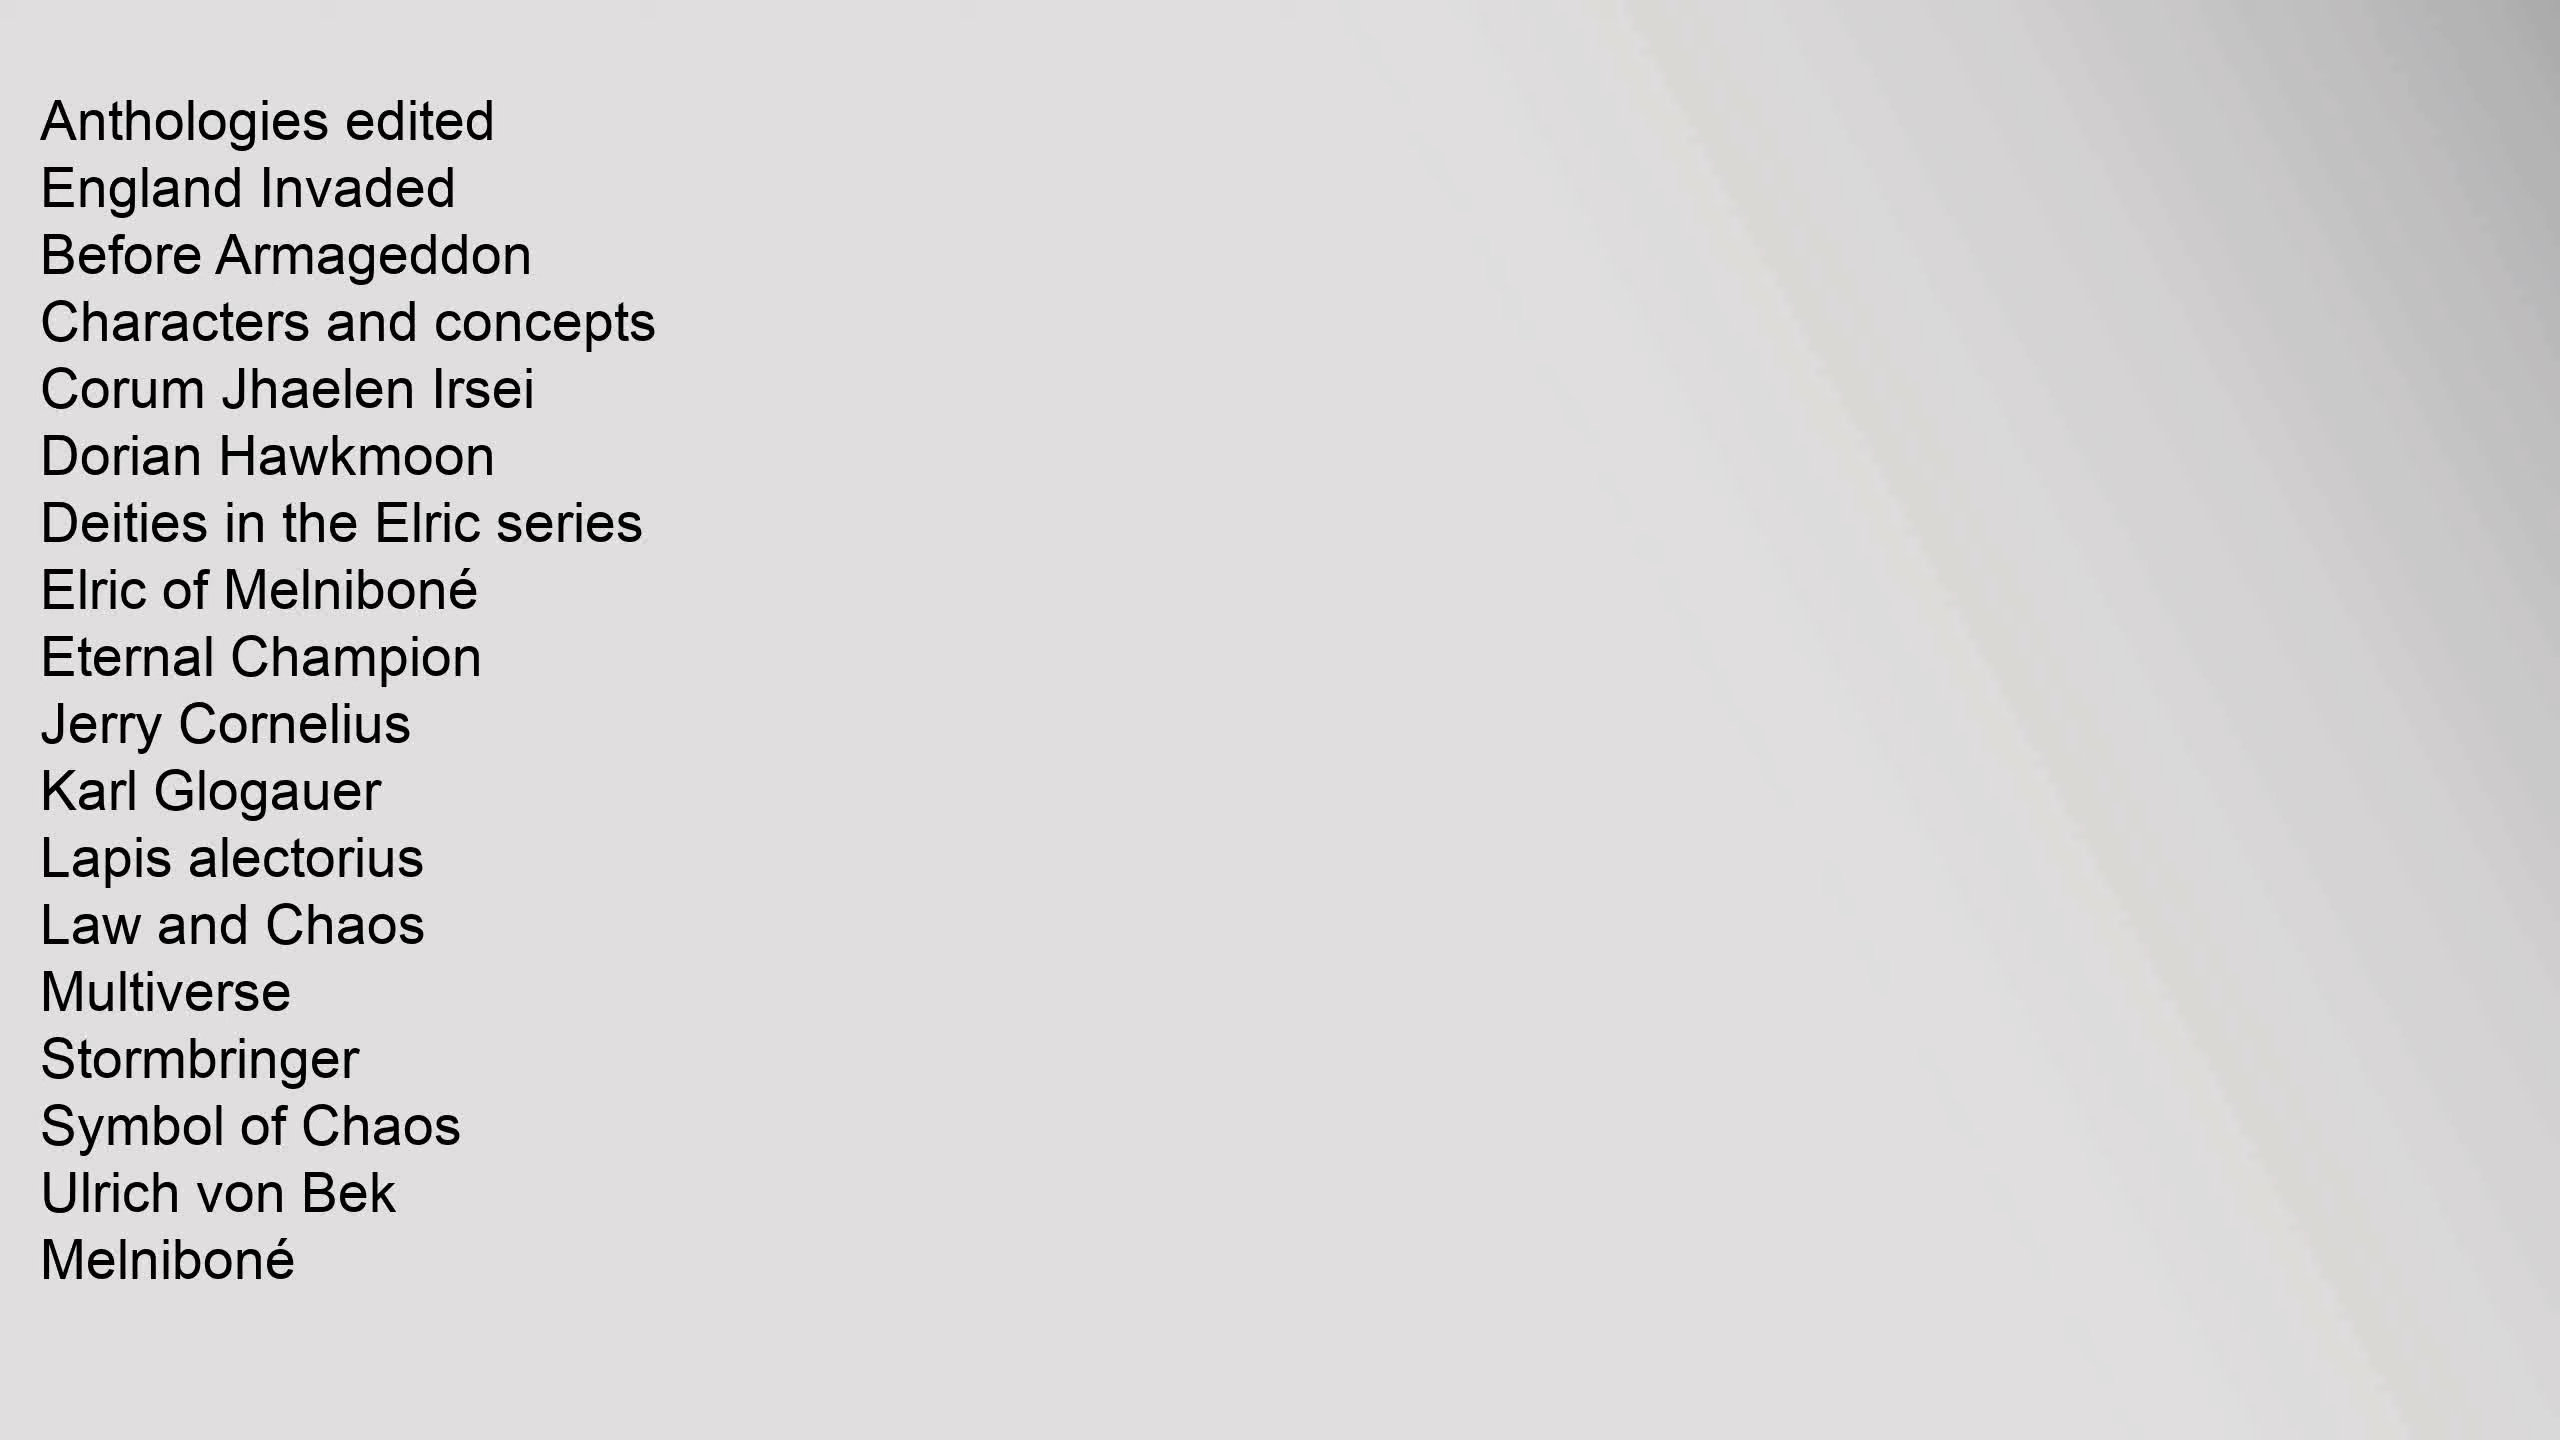 Anthologies edited
England Invaded
Before Armageddon
Characters and concepts
Corum Jhaelen Irsei
Dorian Hawkmoon
Deities in the Elric series
Elric of Melniboné
Eternal Champion
Jerry Cornelius
Karl Glogauer
Lapis alectorius
Law and Chaos
Multiverse
Stormbringer
Symbol of Chaos
Ulrich von Bek
Melniboné